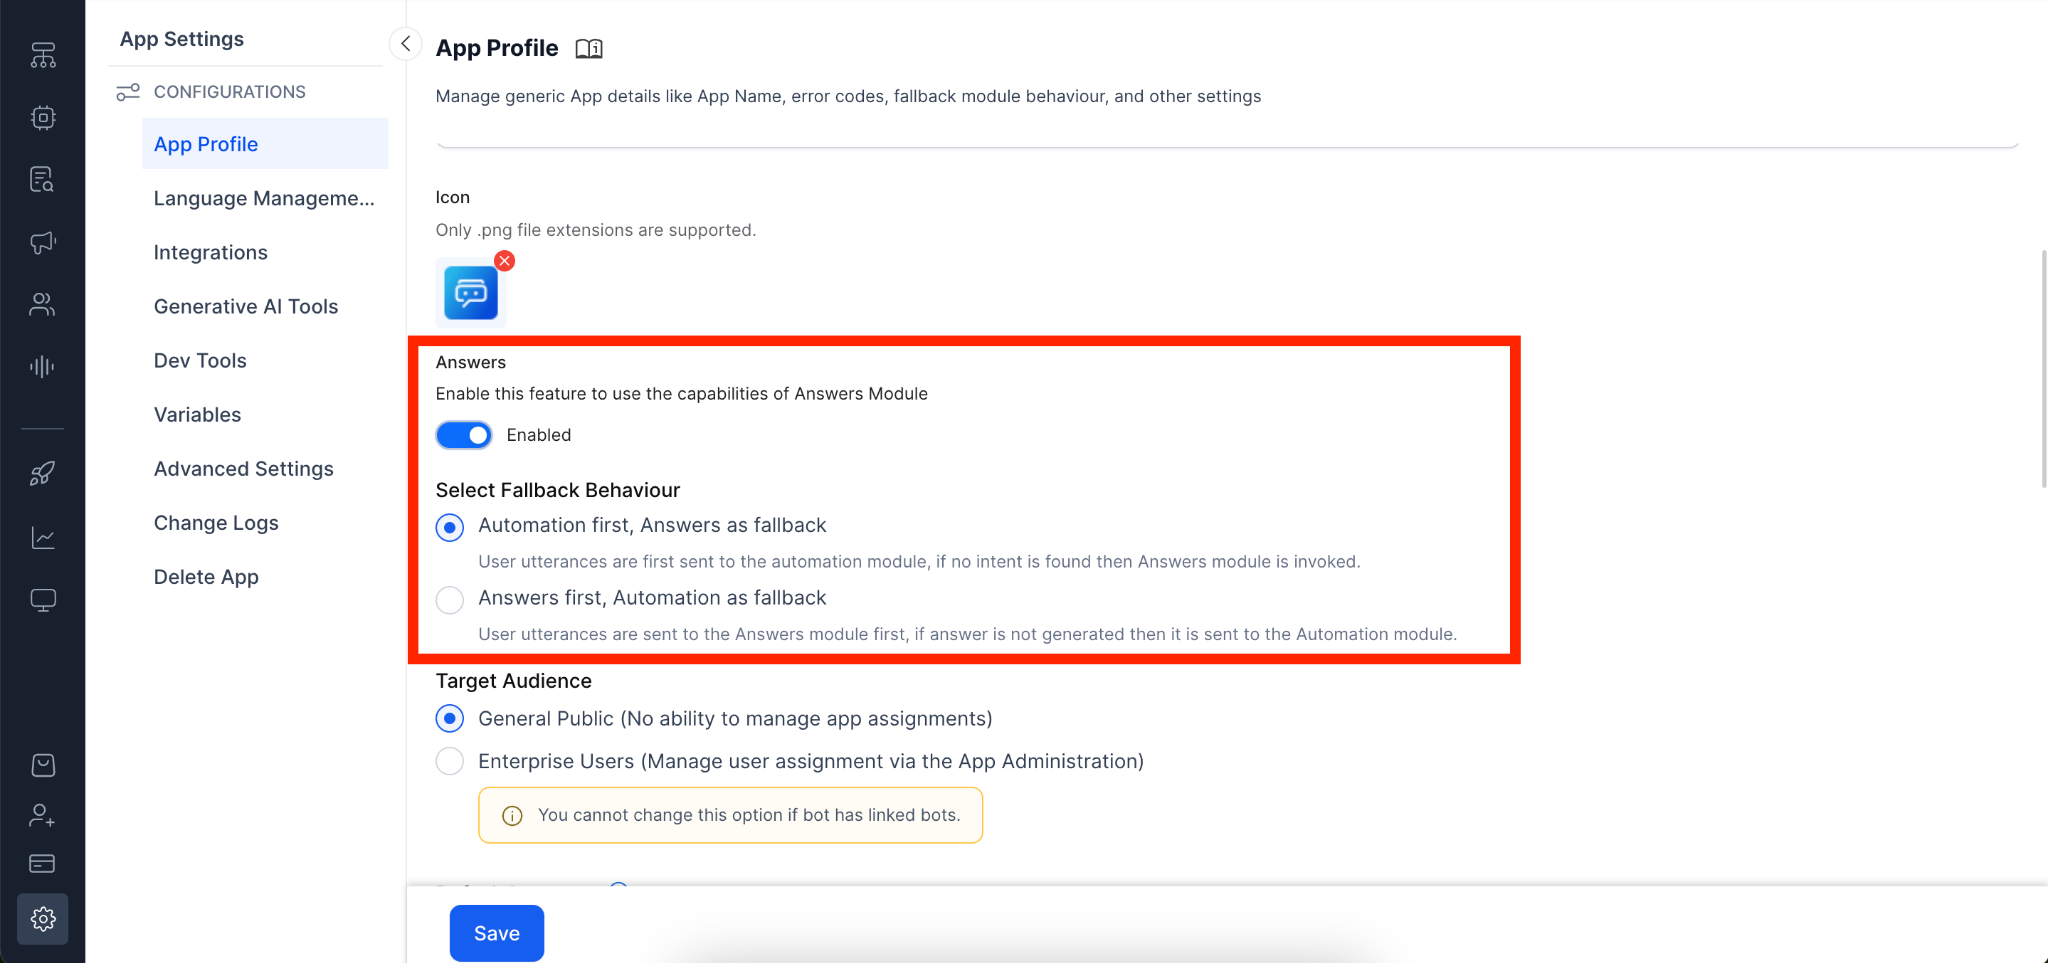 App Settings
CONFIGURATIONS
App Profile
Language Manageme...
Integrations
Generative AI Tools
Dev Tools
Variables
Advanced Settings
Change Logs
Delete App
App Profile
Manage generic App details like App Name, error codes, fallback module behaviour, and other settings
Icon
Only .png file extensions are supported.
Answers
Enable this feature to use the capabilities of Answers Module
Enabled
Select Fallback Behaviour
Automation first, Answers as fallback
User utterances are first sent to the automation module, if no intent is found then Answers module is invoked.
Answers first, Automation as fallback
User utterances are sent to the Answers module first, if answer is not generated then it is sent to the Automation module.
Target Audience
General Public (No ability to manage app assignments)
Enterprise Users (Manage user assignment via the App Administration)
You cannot change this option if bot has linked bots.
Save